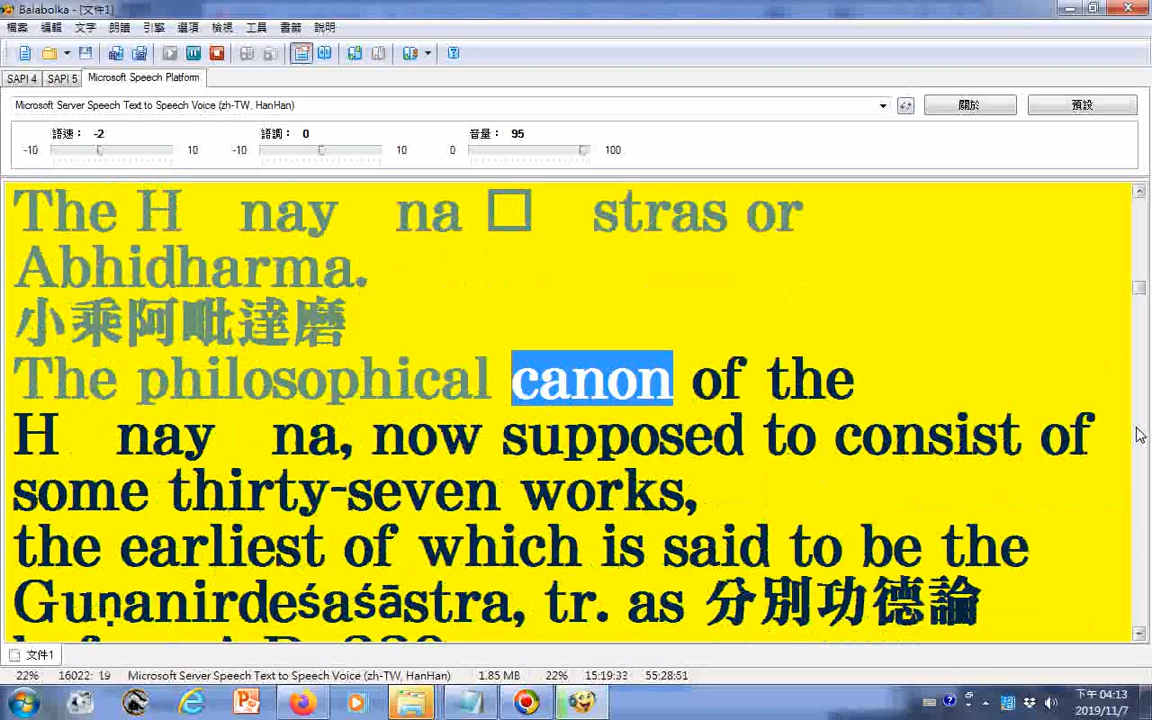 Balabolka - [文件1]
檔案 編輯 文字 朗讀 引擎 選項 檢視 工具 書籤 說明
SAPI 4 SAPI 5 Microsoft Speech Platform
Microsoft Server Speech Text to Speech Voice (zh-TW, HanHan) 關於 預設
語速： -2 語調： 0 音量： 95
-10 10 -10 10 0 100
The H nay na □ stras or
Abhidharma.
小乘阿毗達磨
The philosophical canon of the
H nay na, now supposed to consist of
some thirty-seven works,
the earliest of which is said to be the
Guṇanirdeśaśāstra, tr. as 分別功德論
文件1
22% 16022: 19 Microsoft Server Speech Text to Speech Voice (zh-TW, HanHan) 1.85 MB 22% 15:19:33 55:28:51
下午 04:13
2019/11/7